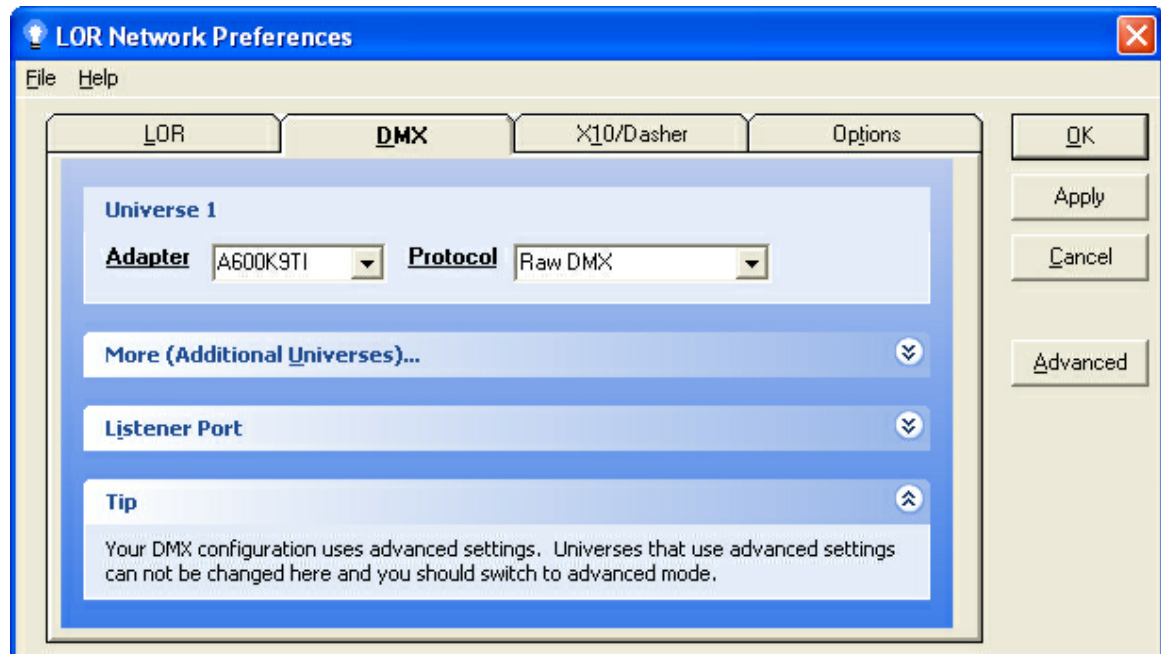 LOR Network Preferences
File Help
LOR DMX X10/Dasher Options
OK
Apply
Cancel
Advanced
Universe 1
Adapter A600K9TI Protocol Raw DMX
More (Additional Universes)...
Listener Port
Tip
Your DMX configuration uses advanced settings. Universes that use advanced settings
can not be changed here and you should switch to advanced mode.